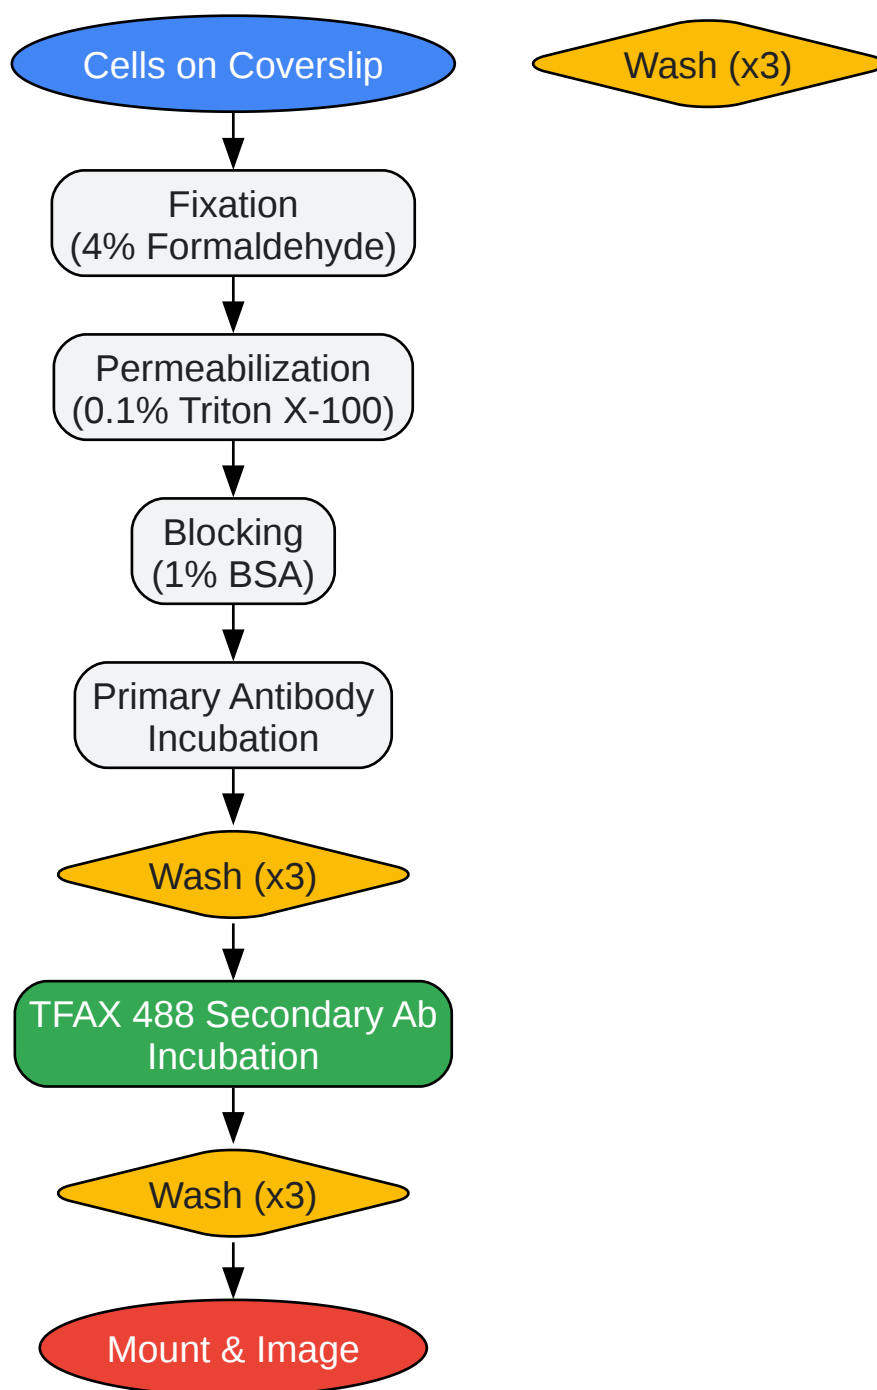 Cells on Coverslip
Wash (x3)
Fixation
(4% Formaldehyde)
Permeabilization
(0.1% Triton X-100)
Blocking
(1% BSA)
Primary Antibody
Incubation
Wash (x3)
TFAX 488 Secondary Ab
Incubation
Wash (x3)
Mount & Image